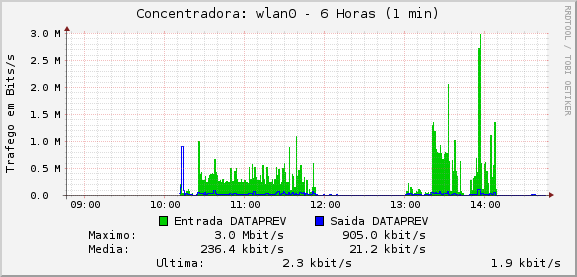 Concentradora: wlan0 - 6 Horas (1 min)
RRDTOOL / TOBI OETIKER
Trafego em Bits/s
3.0 M
2.5 M
2.0 M
1.5 M
1.0 M
0.5 M
0.0
09:00 10:00 11:00 12:00 13:00 14:00
Entrada DATAPREV Saida DATAPREV
Maximo: 3.0 Mbit/s 905.0 kbit/s
Media: 236.4 kbit/s 21.2 kbit/s
Ultima: 2.3 kbit/s 1.9 kbit/s